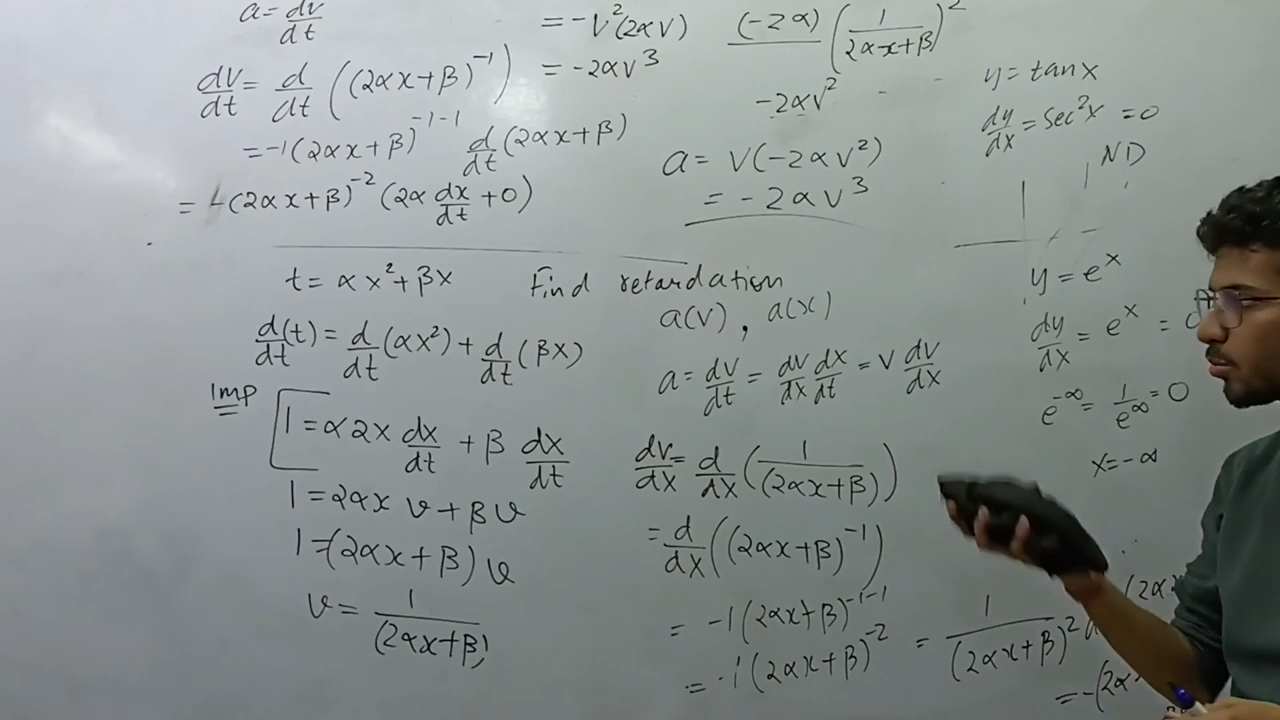 a = dv/dt
dv/dt = d/dt ((2αx+β)^-1)
= -1(2αx+β)^-1-1 d/dt (2αx+β)
= -(2αx+β)^-2 (2α dx/dt +0)
= -v²(2αv)
= -2αv³
(-2α) (1/(2αx+β))²
-2αv²
a = v(-2αv²)
= -2αv³
y = tanx
dy/dx = sec²x = 0
ND
y = e^x
dy/dx = e^x = 0
e^-∞ = 1/e^∞ = 0
x = -∞
t = αx² + βx Find retardation
a(v), a(x)
d/dt (t) = d/dt (αx²) + d/dt (βx)
Imp
1 = α2x dx/dt + β dx/dt
1 = 2αx v + βv
1 = (2αx+β) v
v = 1/(2αx+β)
a = dv/dt = dv/dx dx/dt = v dv/dx
dv/dx = d/dx (1/(2αx+β))
= d/dx ((2αx+β)^-1)
= -1(2αx+β)^-1-1
= -1(2αx+β)^-2 = 1/(2αx+β)²